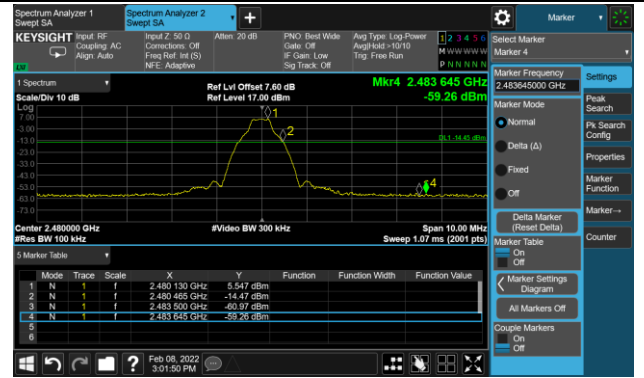 Spectrum Analyzer 1
Swept SA
Spectrum Analyzer 2
Swept SA
+
Marker
KEYSIGHT
Input: RF
Coupling: AC
Align: Auto
Input Z: 50 Ω
Corrections: Off
Freq Ref: Int (S)
NFE: Adaptive
Atten: 20 dB
PNO: Best Wide
Gate: Off
IF Gain: Low
Sig Track: Off
Avg Type: Log-Power
Avg|Hold:>10/10
Trig: Free Run
1 2 3 4 5 6
M W W W W W
P N N N N N
LXI
1 Spectrum
Scale/Div 10 dB
Ref Lvl Offset 7.60 dB
Ref Level 17.00 dBm
Mkr4 2.483 645 GHz
-59.26 dBm
Log
7.00
-3.00
-13.0
-23.0
-33.0
-43.0
-53.0
-63.0
-73.0
1
2
DL1 -14.45 dBm
4
Center 2.480000 GHz
#Res BW 100 kHz
#Video BW 300 kHz
Span 10.00 MHz
Sweep 1.07 ms (2001 pts)
5 Marker Table
Mode Trace Scale X Y Function Function Width Function Value
1 N 1 f 2.480 130 GHz 5.547 dBm
2 N 1 f 2.480 465 GHz -14.47 dBm
3 N 1 f 2.483 500 GHz -60.97 dBm
4 N 1 f 2.483 645 GHz -59.26 dBm
5
6
Select Marker
Marker 4
Marker Frequency
2.483645000 GHz
Marker Mode
Normal
Delta (Δ)
Fixed
Off
Delta Marker
(Reset Delta)
Marker Table
On
Off
Marker Settings
Diagram
All Markers Off
Couple Markers
On
Off
Settings
Peak
Search
Pk Search
Config
Properties
Marker
Function
Marker→
Counter
?
Feb 08, 2022
3:01:50 PM